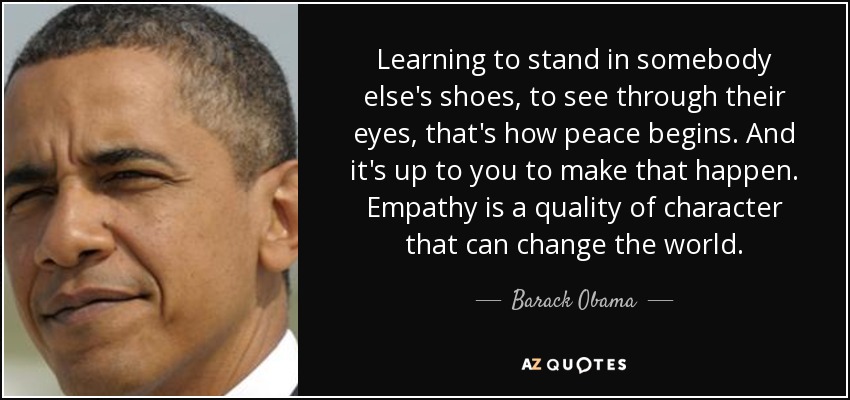 Learning to stand in somebody
else's shoes, to see through their
eyes, that's how peace begins. And
it's up to you to make that happen.
Empathy is a quality of character
that can change the world.
Barack Obama
AZ QUOTES